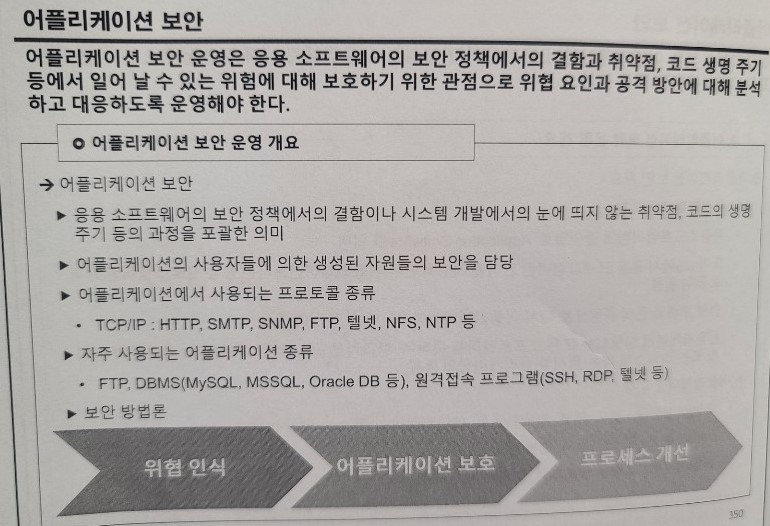 어플리케이션 보안
어플리케이션 보안 운영은 응용 소프트웨어의 보안 정책에서의 결함과 취약점, 코드 생명 주기
등에서 일어 날 수 있는 위험에 대해 보호하기 위한 관점으로 위협 요인과 공격 방안에 대해 분석
하고 대응하도록 운영해야 한다.
어플리케이션 보안 운영 개요
→ 어플리케이션 보안
▶ 응용 소프트웨어의 보안 정책에서의 결함이나 시스템 개발에서의 눈에 띄지 않는 취약점, 코드의 생명
주기 등의 과정을 포괄한 의미
▶ 어플리케이션의 사용자들에 의한 생성된 자원들의 보안을 담당
▶ 어플리케이션에서 사용되는 프로토콜 종류
• TCP/IP : HTTP, SMTP, SNMP, FTP, 텔넷, NFS, NTP 등
▶ 자주 사용되는 어플리케이션 종류
• FTP, DBMS(MySQL, MSSQL, Oracle DB 등), 원격접속 프로그램(SSH, RDP, 텔넷 등)
▶ 보안 방법론
위협 인식
어플리케이션 보호
프로세스 개선
350